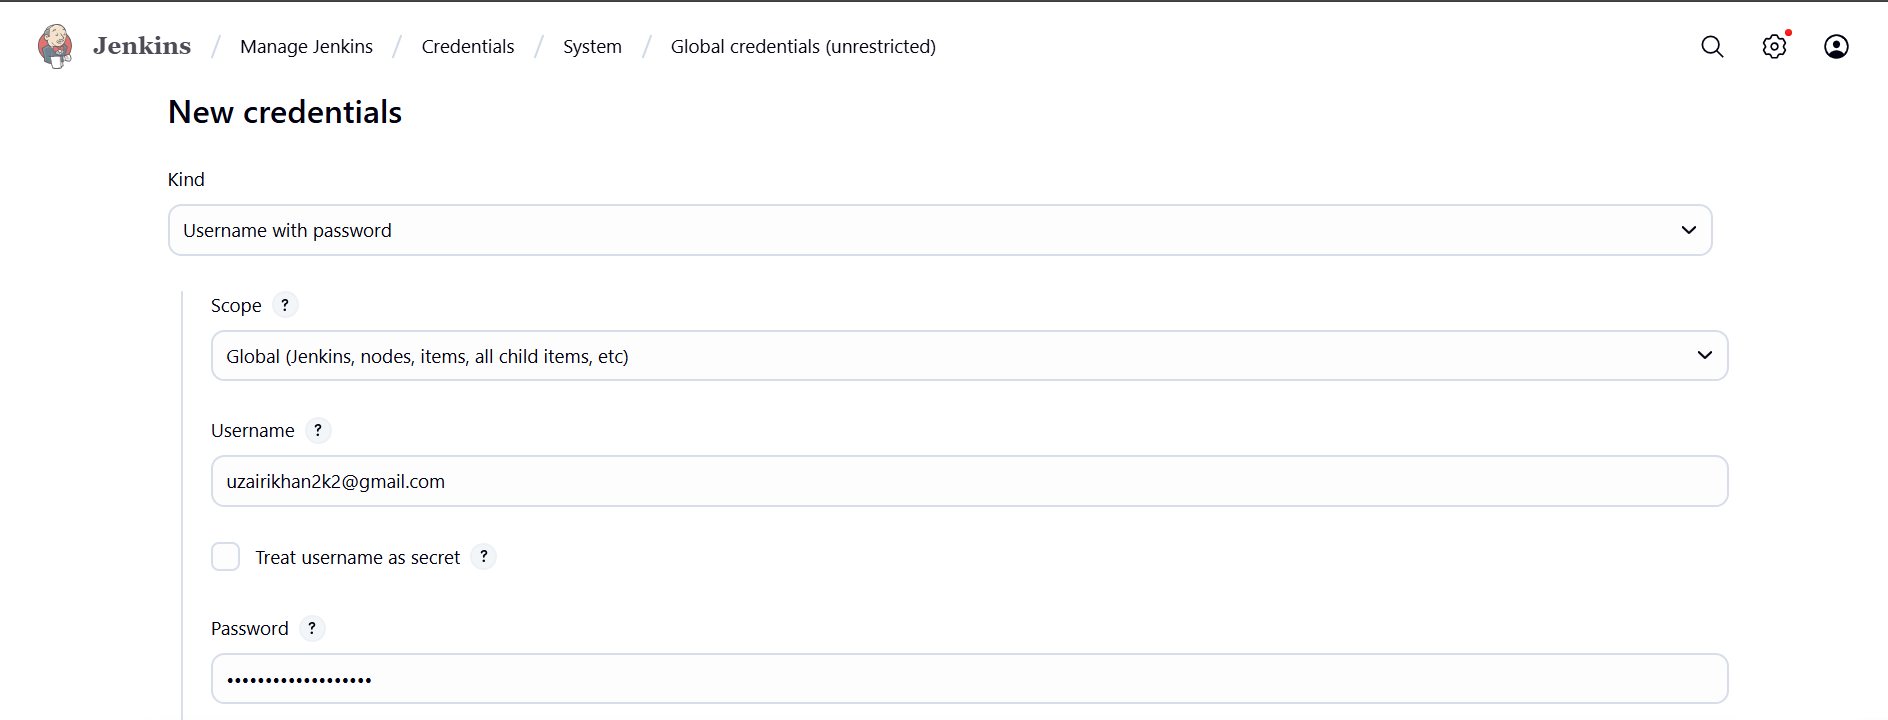 Jenkins / Manage Jenkins / Credentials / System / Global credentials (unrestricted)
New credentials
Kind
Username with password
Scope ?
Global (Jenkins, nodes, items, all child items, etc)
Username ?
uzairikhan2k2@gmail.com
Treat username as secret ?
Password ?
•••••••••••••••••••